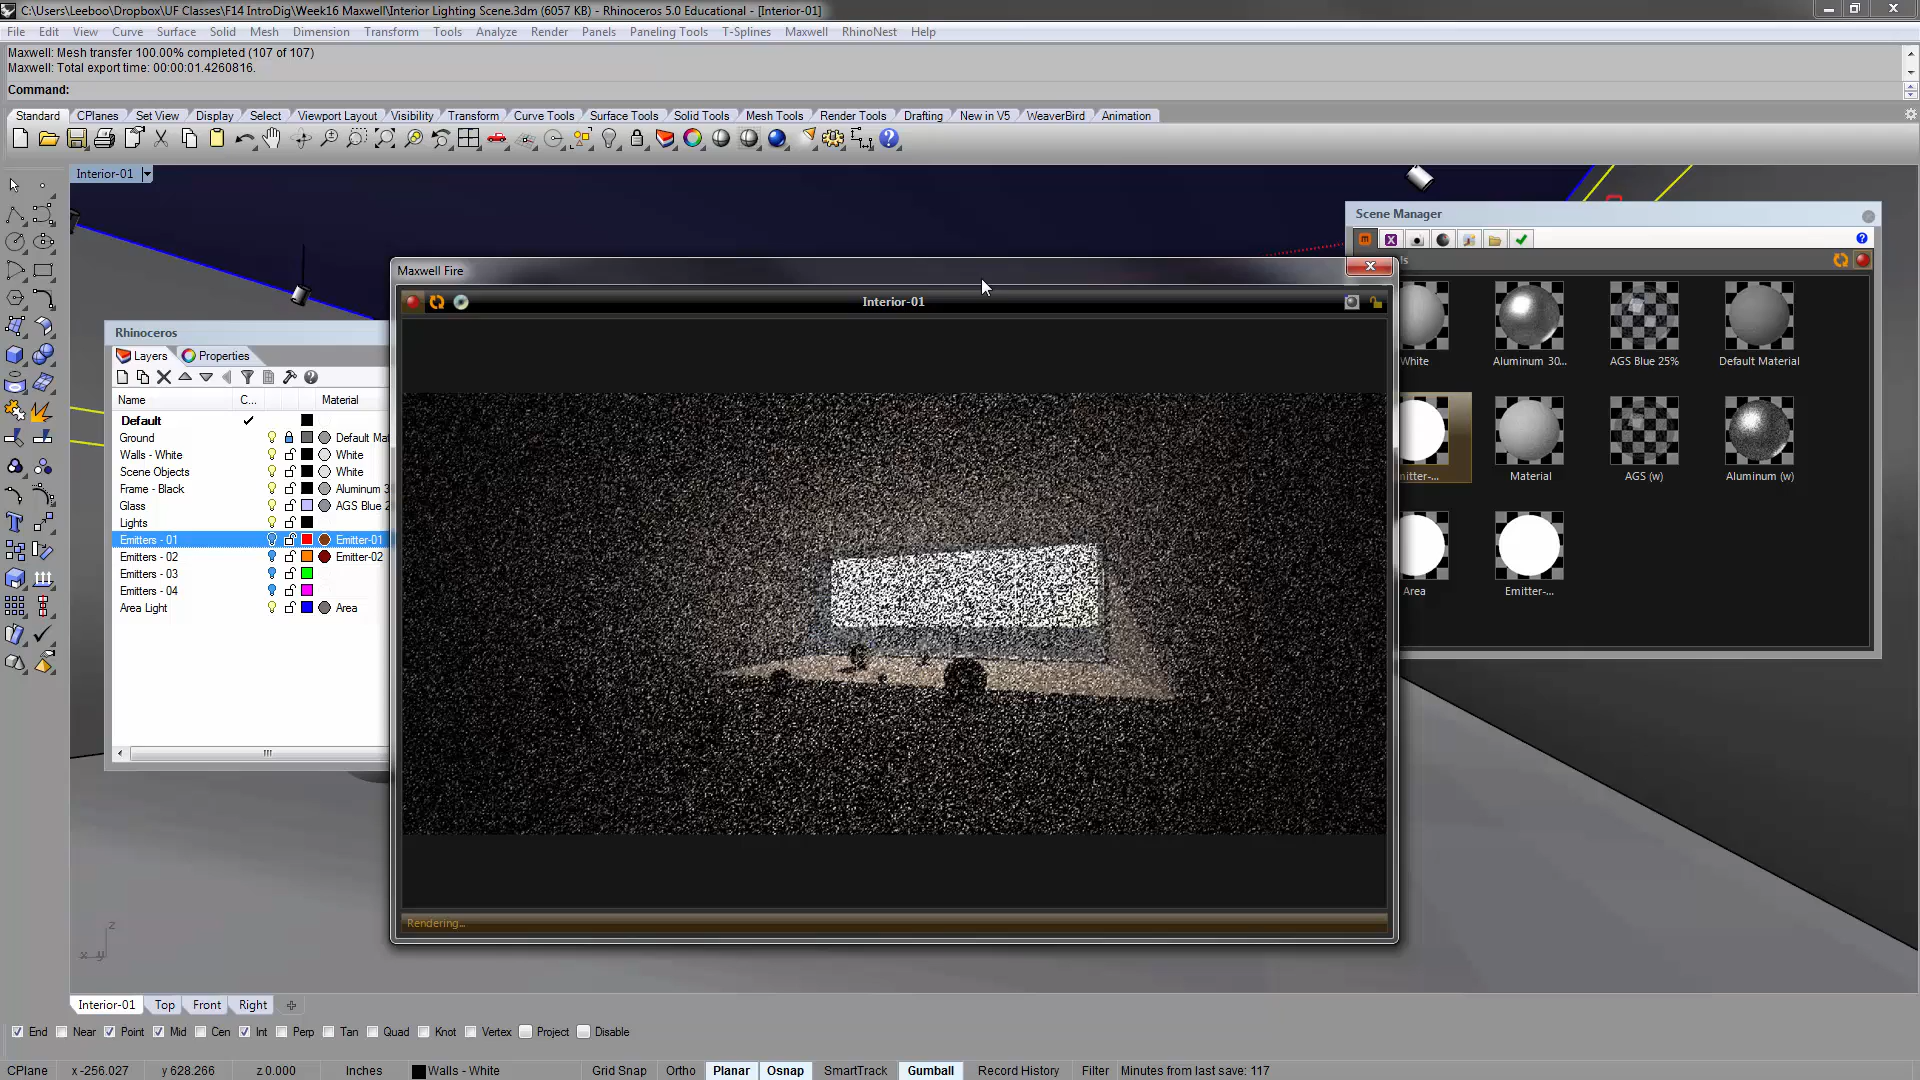 C:\Users\Leeboo\Dropbox\UF Classes\F14 IntroDig\Week16 Maxwell\Interior Lighting Scene.3dm (6057 KB) - Rhinoceros 5.0 Educational - [Interior-01]
File Edit View Curve Surface Solid Mesh Dimension Transform Tools Analyze Render Panels Paneling Tools T-Splines Maxwell RhinoNest Help
Maxwell: Mesh transfer 100.00% completed (107 of 107)
Maxwell: Total export time: 00:00:01.4260816.
Command:
Standard CPlanes Set View Display Select Viewport Layout Visibility Transform Curve Tools Surface Tools Solid Tools Mesh Tools Render Tools Drafting New in V5 WeaverBird Animation
Interior-01
Scene Manager
Maxwell Fire
Interior-01
White Aluminum 30... AGS Blue 25% Default Material
Material AGS (w) Aluminum (w)
Area Emitter-...
Rhinoceros
Layers Properties
Name C... Material
Default
Ground Default Mat
Walls - White White
Scene Objects White
Frame - Black Aluminum 3
Glass AGS Blue 2
Lights
Emitters - 01 Emitter-01
Emitters - 02 Emitter-02
Emitters - 03
Emitters - 04
Area Light Area
Rendering...
z
x y
Interior-01 Top Front Right
End Near Point Mid Cen Int Perp Tan Quad Knot Vertex Project Disable
CPlane x -256.027 y 628.266 z 0.000 Inches Walls - White Grid Snap Ortho Planar Osnap SmartTrack Gumball Record History Filter Minutes from last save: 117